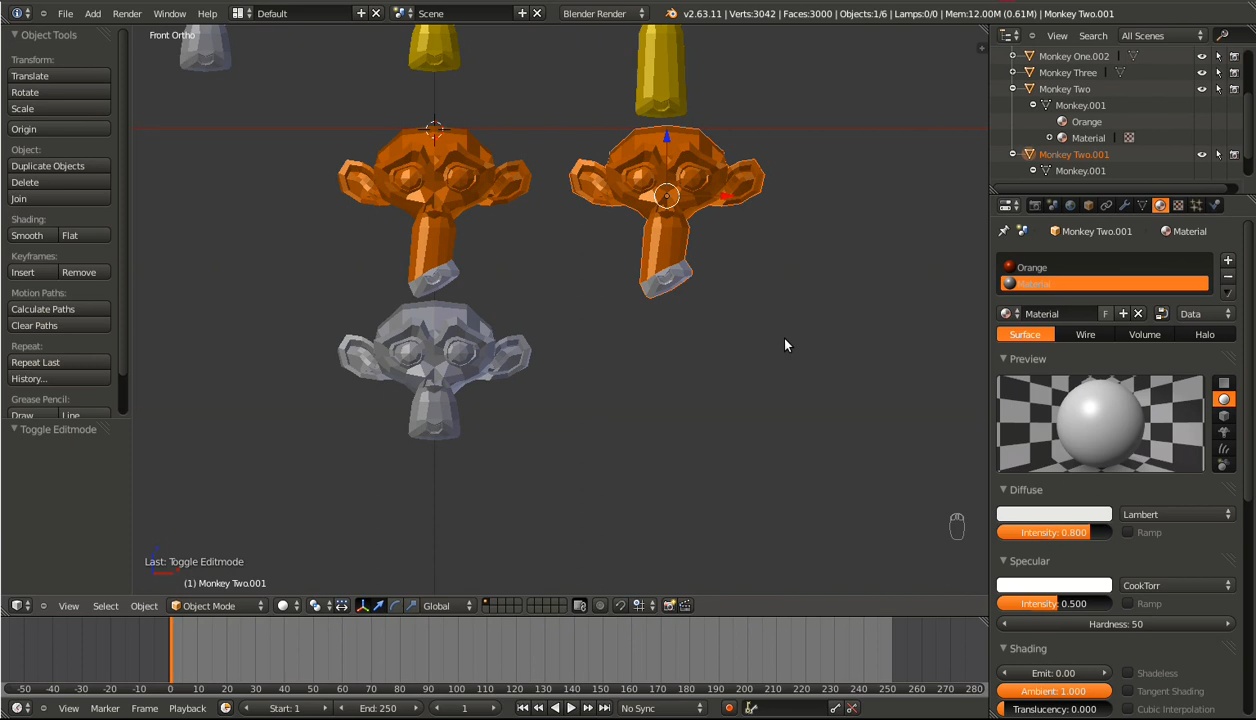 File Add Render Window Help Default Scene Blender Render v2.63.11 | Verts:3042 | Faces:3000 | Objects:1/6 | Lamps:0/0 | Mem:12.00M (0.61M) | Monkey Two.001
Object Tools
Transform:
Translate
Rotate
Scale
Origin
Object:
Duplicate Objects
Delete
Join
Shading:
Smooth Flat
Keyframes:
Insert Remove
Motion Paths:
Calculate Paths
Clear Paths
Repeat:
Repeat Last
History...
Grease Pencil:
Draw Line
Toggle Editmode
Front Ortho
Last: Toggle Editmode
(1) Monkey Two.001
View Select Object Object Mode Global
-50 -40 -30 -20 -10 0 10 20 30 40 50 60 70 80 90 100 110 120 130 140 150 160 170 180 190 200 210 220 230 240 250 260 270 280
View Marker Frame Playback Start: 1 End: 250 1 No Sync
View Search All Scenes
Monkey One.002
Monkey Three
Monkey Two
Monkey.001
Orange
Material
Monkey Two.001
Monkey.001
Monkey Two.001 Material
Orange
Material
Material F Data
Surface Wire Volume Halo
Preview
Diffuse
Lambert
Intensity: 0.800 Ramp
Specular
CookTorr
Intensity: 0.500 Ramp
Hardness: 50
Shading
Emit: 0.00 Shadeless
Ambient: 1.000 Tangent Shading
Translucency: 0.000 Cubic Interpolation